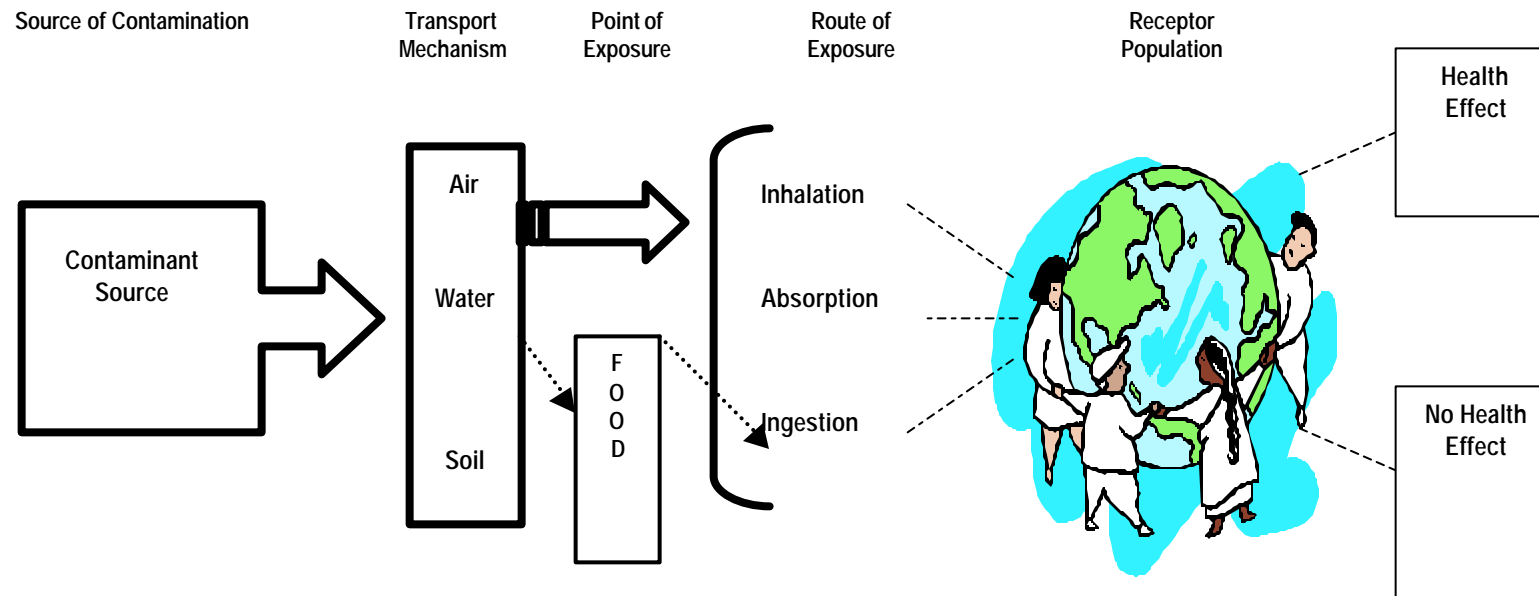 Source of Contamination
Transport
Mechanism
Point of
Exposure
Route of
Exposure
Receptor
Population
Contaminant
Source
Air
Water
Soil
F
O
O
D
Inhalation
Absorption
Ingestion
Health
Effect
No Health
Effect